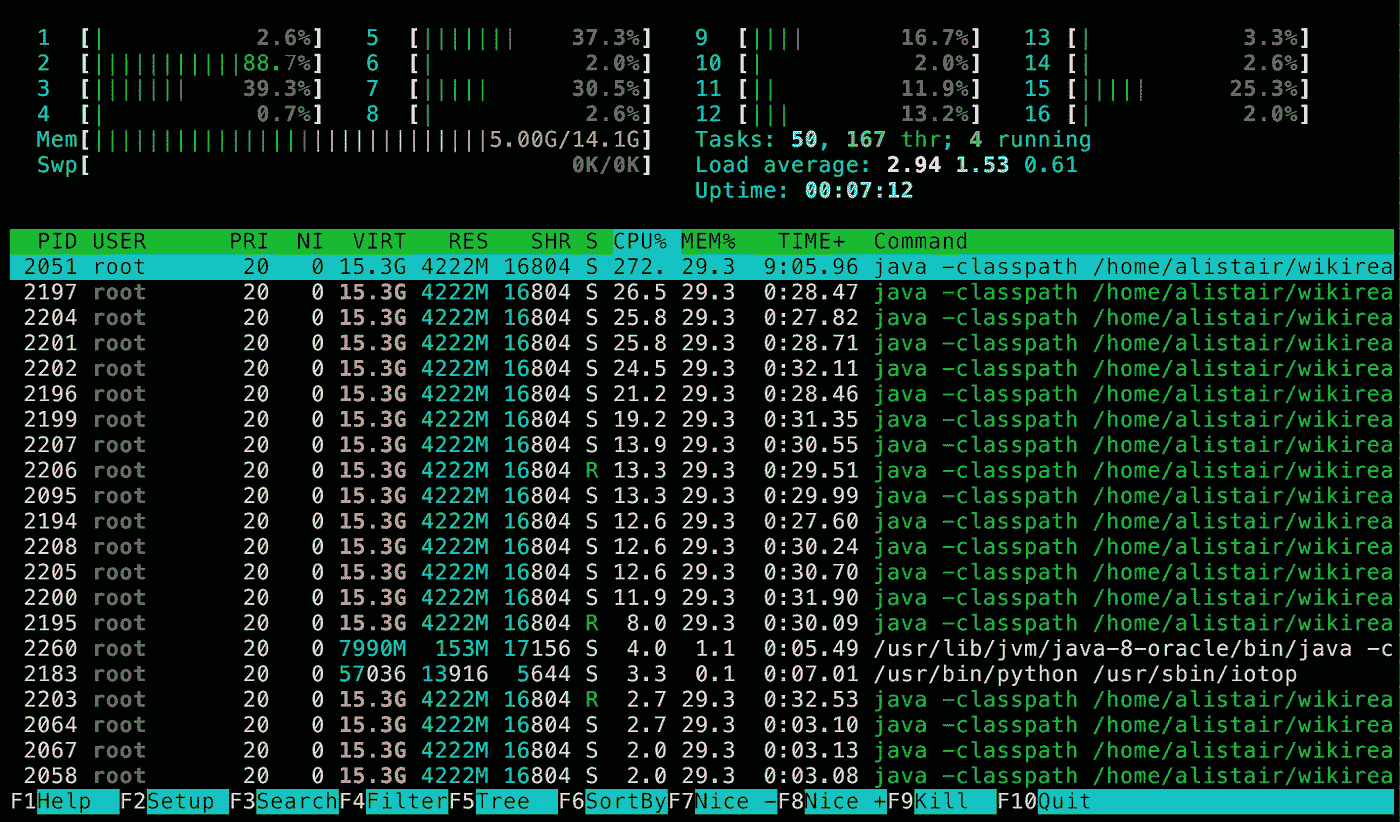 1 [| 2.6%] 5 [||||||| 37.3%] 9 [|||| 16.7%] 13 [| 3.3%]
2 [|||||||||||88.7%] 6 [| 2.0%] 10 [| 2.0%] 14 [| 2.6%]
3 [||||||| 39.3%] 7 [||||| 30.5%] 11 [|| 11.9%] 15 [||||| 25.3%]
4 [| 0.7%] 8 [| 2.6%] 12 [||| 13.2%] 16 [| 2.0%]
Mem[|||||||||||||||||||||||||||||5.00G/14.1G] Tasks: 50, 167 thr; 4 running
Swp[ 0K/0K] Load average: 2.94 1.53 0.61
Uptime: 00:07:12
PID USER PRI NI VIRT RES SHR S CPU% MEM% TIME+ Command
2051 root 20 0 15.3G 4222M 16804 S 272. 29.3 9:05.96 java -classpath /home/alistair/wikirea
2197 root 20 0 15.3G 4222M 16804 S 26.5 29.3 0:28.47 java -classpath /home/alistair/wikirea
2204 root 20 0 15.3G 4222M 16804 S 25.8 29.3 0:27.82 java -classpath /home/alistair/wikirea
2201 root 20 0 15.3G 4222M 16804 S 25.8 29.3 0:28.71 java -classpath /home/alistair/wikirea
2202 root 20 0 15.3G 4222M 16804 S 24.5 29.3 0:32.11 java -classpath /home/alistair/wikirea
2196 root 20 0 15.3G 4222M 16804 S 21.2 29.3 0:28.46 java -classpath /home/alistair/wikirea
2199 root 20 0 15.3G 4222M 16804 S 19.2 29.3 0:31.35 java -classpath /home/alistair/wikirea
2207 root 20 0 15.3G 4222M 16804 S 13.9 29.3 0:30.55 java -classpath /home/alistair/wikirea
2206 root 20 0 15.3G 4222M 16804 R 13.3 29.3 0:29.51 java -classpath /home/alistair/wikirea
2095 root 20 0 15.3G 4222M 16804 S 13.3 29.3 0:29.99 java -classpath /home/alistair/wikirea
2194 root 20 0 15.3G 4222M 16804 S 12.6 29.3 0:27.60 java -classpath /home/alistair/wikirea
2208 root 20 0 15.3G 4222M 16804 S 12.6 29.3 0:30.24 java -classpath /home/alistair/wikirea
2205 root 20 0 15.3G 4222M 16804 S 12.6 29.3 0:30.70 java -classpath /home/alistair/wikirea
2200 root 20 0 15.3G 4222M 16804 S 11.9 29.3 0:31.90 java -classpath /home/alistair/wikirea
2195 root 20 0 15.3G 4222M 16804 R 8.0 29.3 0:30.09 java -classpath /home/alistair/wikirea
2260 root 20 0 7990M 153M 17156 S 4.0 1.1 0:05.49 /usr/lib/jvm/java-8-oracle/bin/java -c
2183 root 20 0 57036 13916 5644 S 3.3 0.1 0:07.01 /usr/bin/python /usr/sbin/iotop
2203 root 20 0 15.3G 4222M 16804 R 2.7 29.3 0:32.53 java -classpath /home/alistair/wikirea
2064 root 20 0 15.3G 4222M 16804 S 2.7 29.3 0:03.10 java -classpath /home/alistair/wikirea
2067 root 20 0 15.3G 4222M 16804 S 2.0 29.3 0:03.13 java -classpath /home/alistair/wikirea
2058 root 20 0 15.3G 4222M 16804 S 2.0 29.3 0:03.08 java -classpath /home/alistair/wikirea
F1Help F2Setup F3SearchF4FilterF5Tree F6SortByF7Nice -F8Nice +F9Kill F10Quit